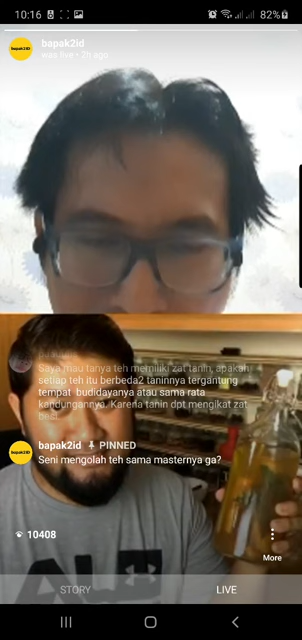 10:16
82%
bapak2ID
bapak2id
was live • 2h ago
Saya mau tanya teh memiliki zat tanin, apakah
setiap teh itu berbeda2 taninnya tergantung
tempat budidayanya atau sama rata
kandungannya. Karena tanin dpt mengikat zat
bapak2ID
bapak2id PINNED
Seni mengolah teh sama masternya ga?
10408
More
STORY
LIVE